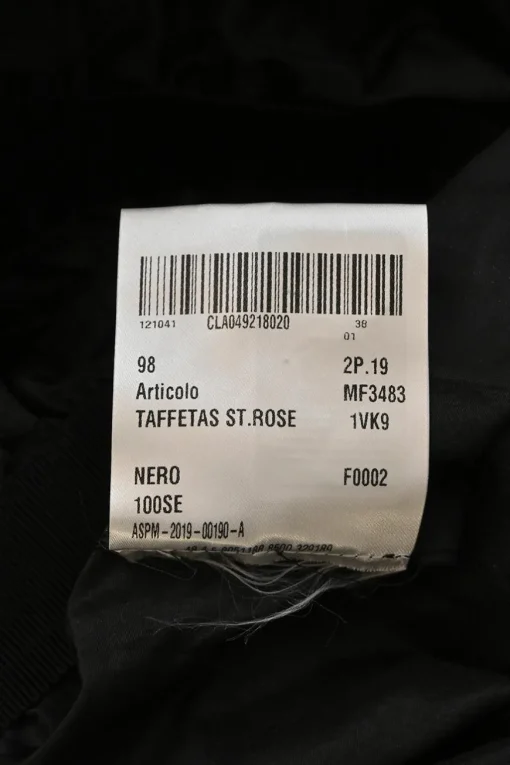 121041 CLA049218020 38
01
98 2P.19
Articolo MF3483
TAFFETAS ST.ROSE 1VK9
NERO F0002
100SE
ASPM-2019-00190-A